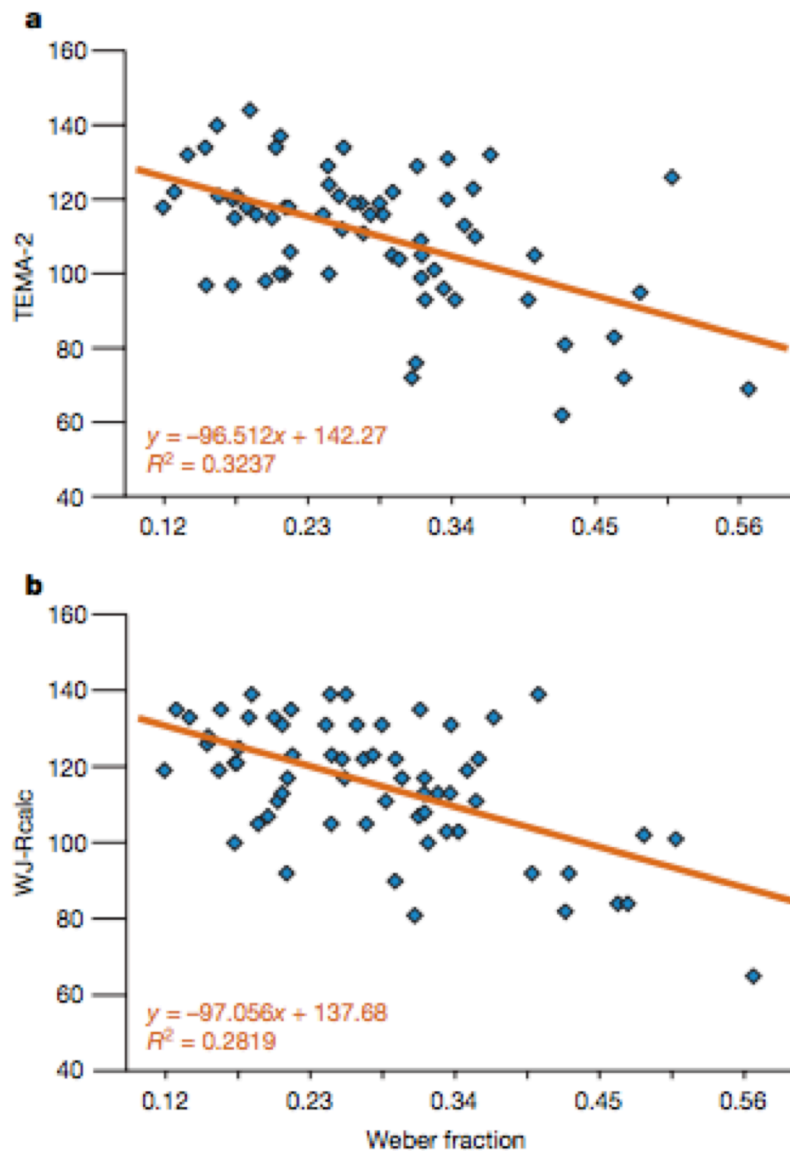 a
160
140
120
100
80
60
40
TEMA-2
y = –96.512x + 142.27
R² = 0.3237
0.12 0.23 0.34 0.45 0.56
b
160
140
120
100
80
60
40
WJ-Rcalc
y = –97.056x + 137.68
R² = 0.2819
0.12 0.23 0.34 0.45 0.56
Weber fraction